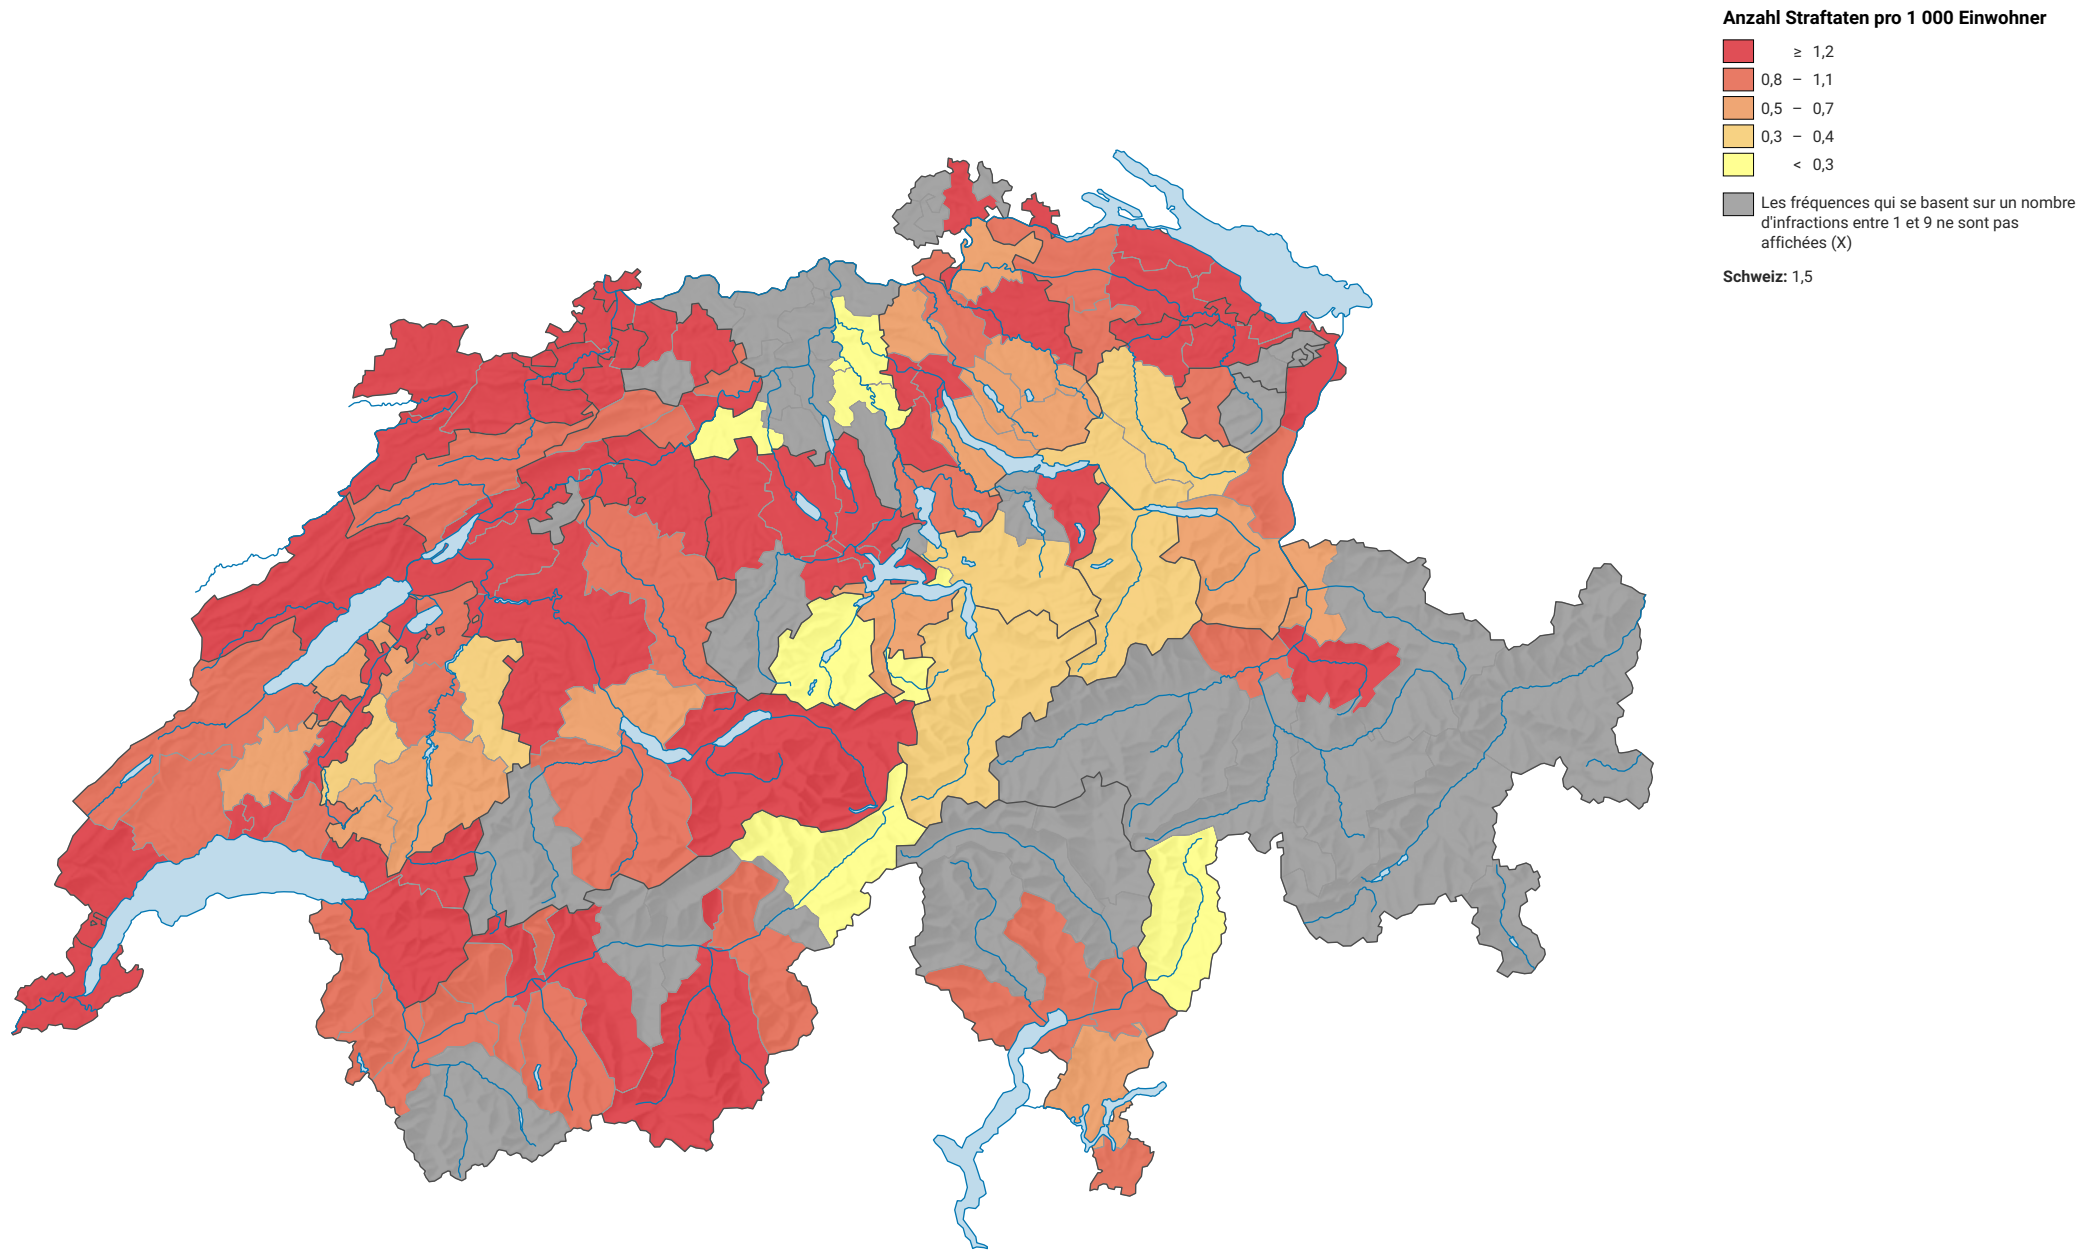 Anzahl Straftaten pro 1 000 Einwohner
≥ 1,2
0,8 – 1,1
0,5 – 0,7
0,3 – 0,4
< 0,3
Les fréquences qui se basent sur un nombre
d'infractions entre 1 et 9 ne sont pas
affichées (X)
Schweiz: 1,5